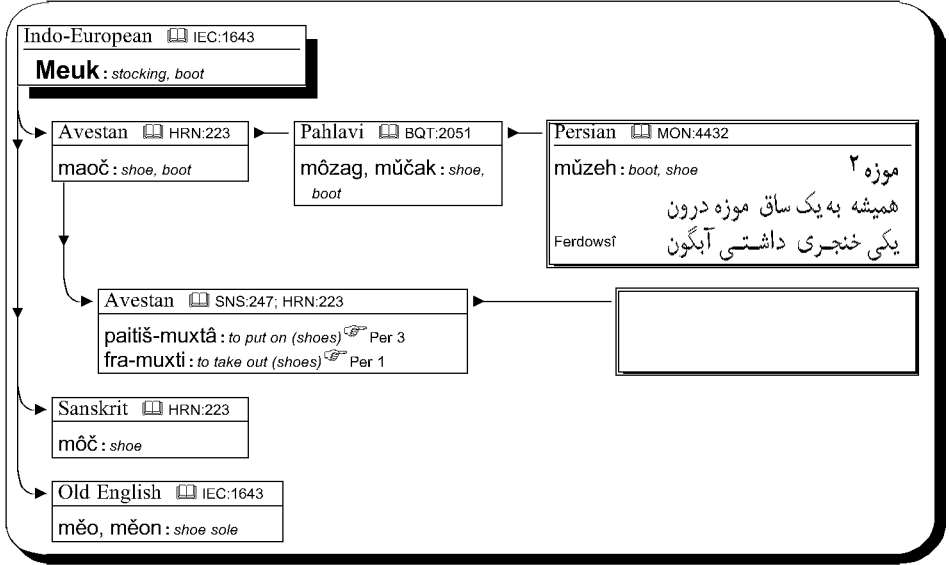 Indo-European 🕮 IEC:1643
Meuk : stocking, boot
Avestan 🕮 HRN:223
maoč : shoe, boot
Pahlavi 🕮 BQT:2051
môzag, mŭčak : shoe,
boot
Persian 🕮 MON:4432
mŭzeh : boot, shoe موزه ۲
همیشه به یک ساق موزه درون
یکی خنجـری داشـتـی آبگون Ferdowsî
Avestan 🕮 SNS:247; HRN:223
paitiš-muxtâ : to put on (shoes) ☞ Per 3
fra-muxti : to take out (shoes) ☞ Per 1
Sanskrit 🕮 HRN:223
môč : shoe
Old English 🕮 IEC:1643
mĕo, mĕon : shoe sole